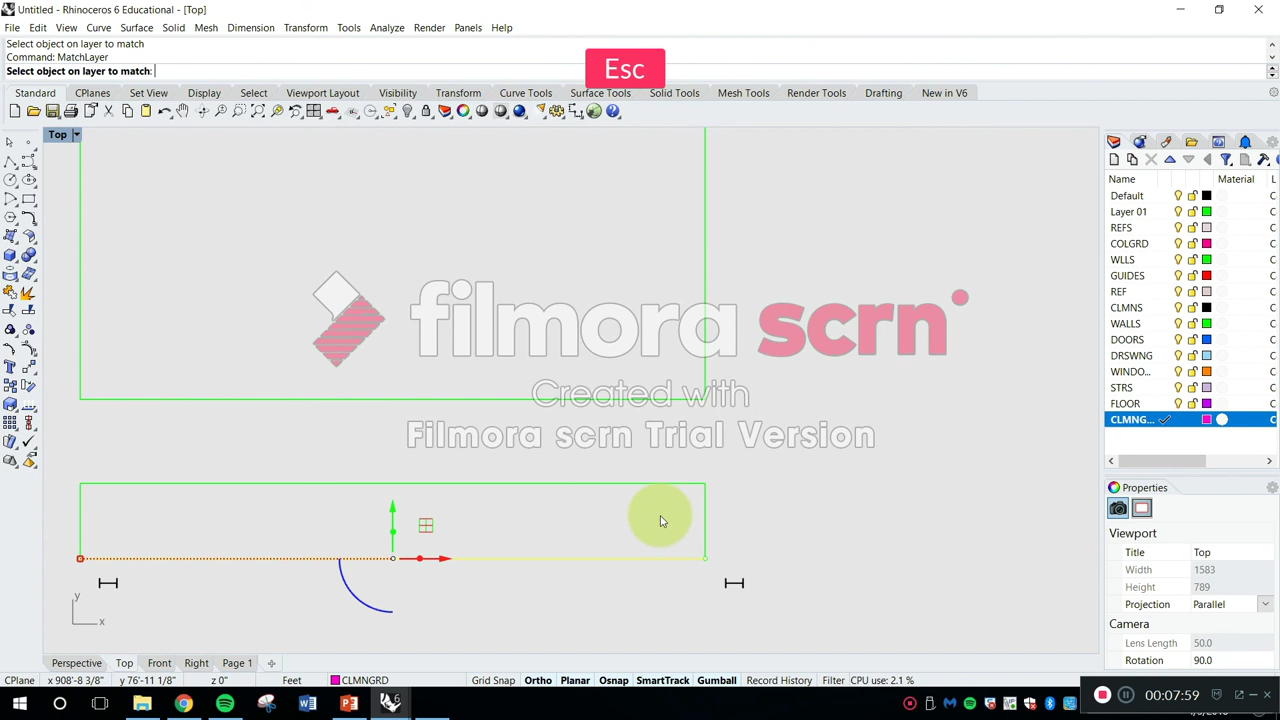 Untitled - Rhinoceros 6 Educational - [Top]
File Edit View Curve Surface Solid Mesh Dimension Transform Tools Analyze Render Panels Help
Select object on layer to match
Command: MatchLayer
Select object on layer to match:
Esc
Standard CPlanes Set View Display Select Viewport Layout Visibility Transform Curve Tools Surface Tools Solid Tools Mesh Tools Render Tools Drafting New in V6
Top
Name Material L
Default C
Layer 01 C
REFS C
COLGRD C
WLLS C
GUIDES C
REF C
CLMNS C
WALLS C
DOORS C
DRSWNG C
WINDO... C
STRS C
FLOOR C
CLMNG... C
filmora scrn
Created with
Filmora scrn Trial Version
Properties
Viewport
Title Top
Width 1583
Height 789
Projection Parallel
Camera
Lens Length 50.0
Rotation 90.0
y
x
Perspective Top Front Right Page 1
CPlane x 908'-8 3/8" y 76'-11 1/8" z 0" Feet CLMNGRD Grid Snap Ortho Planar Osnap SmartTrack Gumball Record History Filter CPU use: 2.1 %
00:07:59